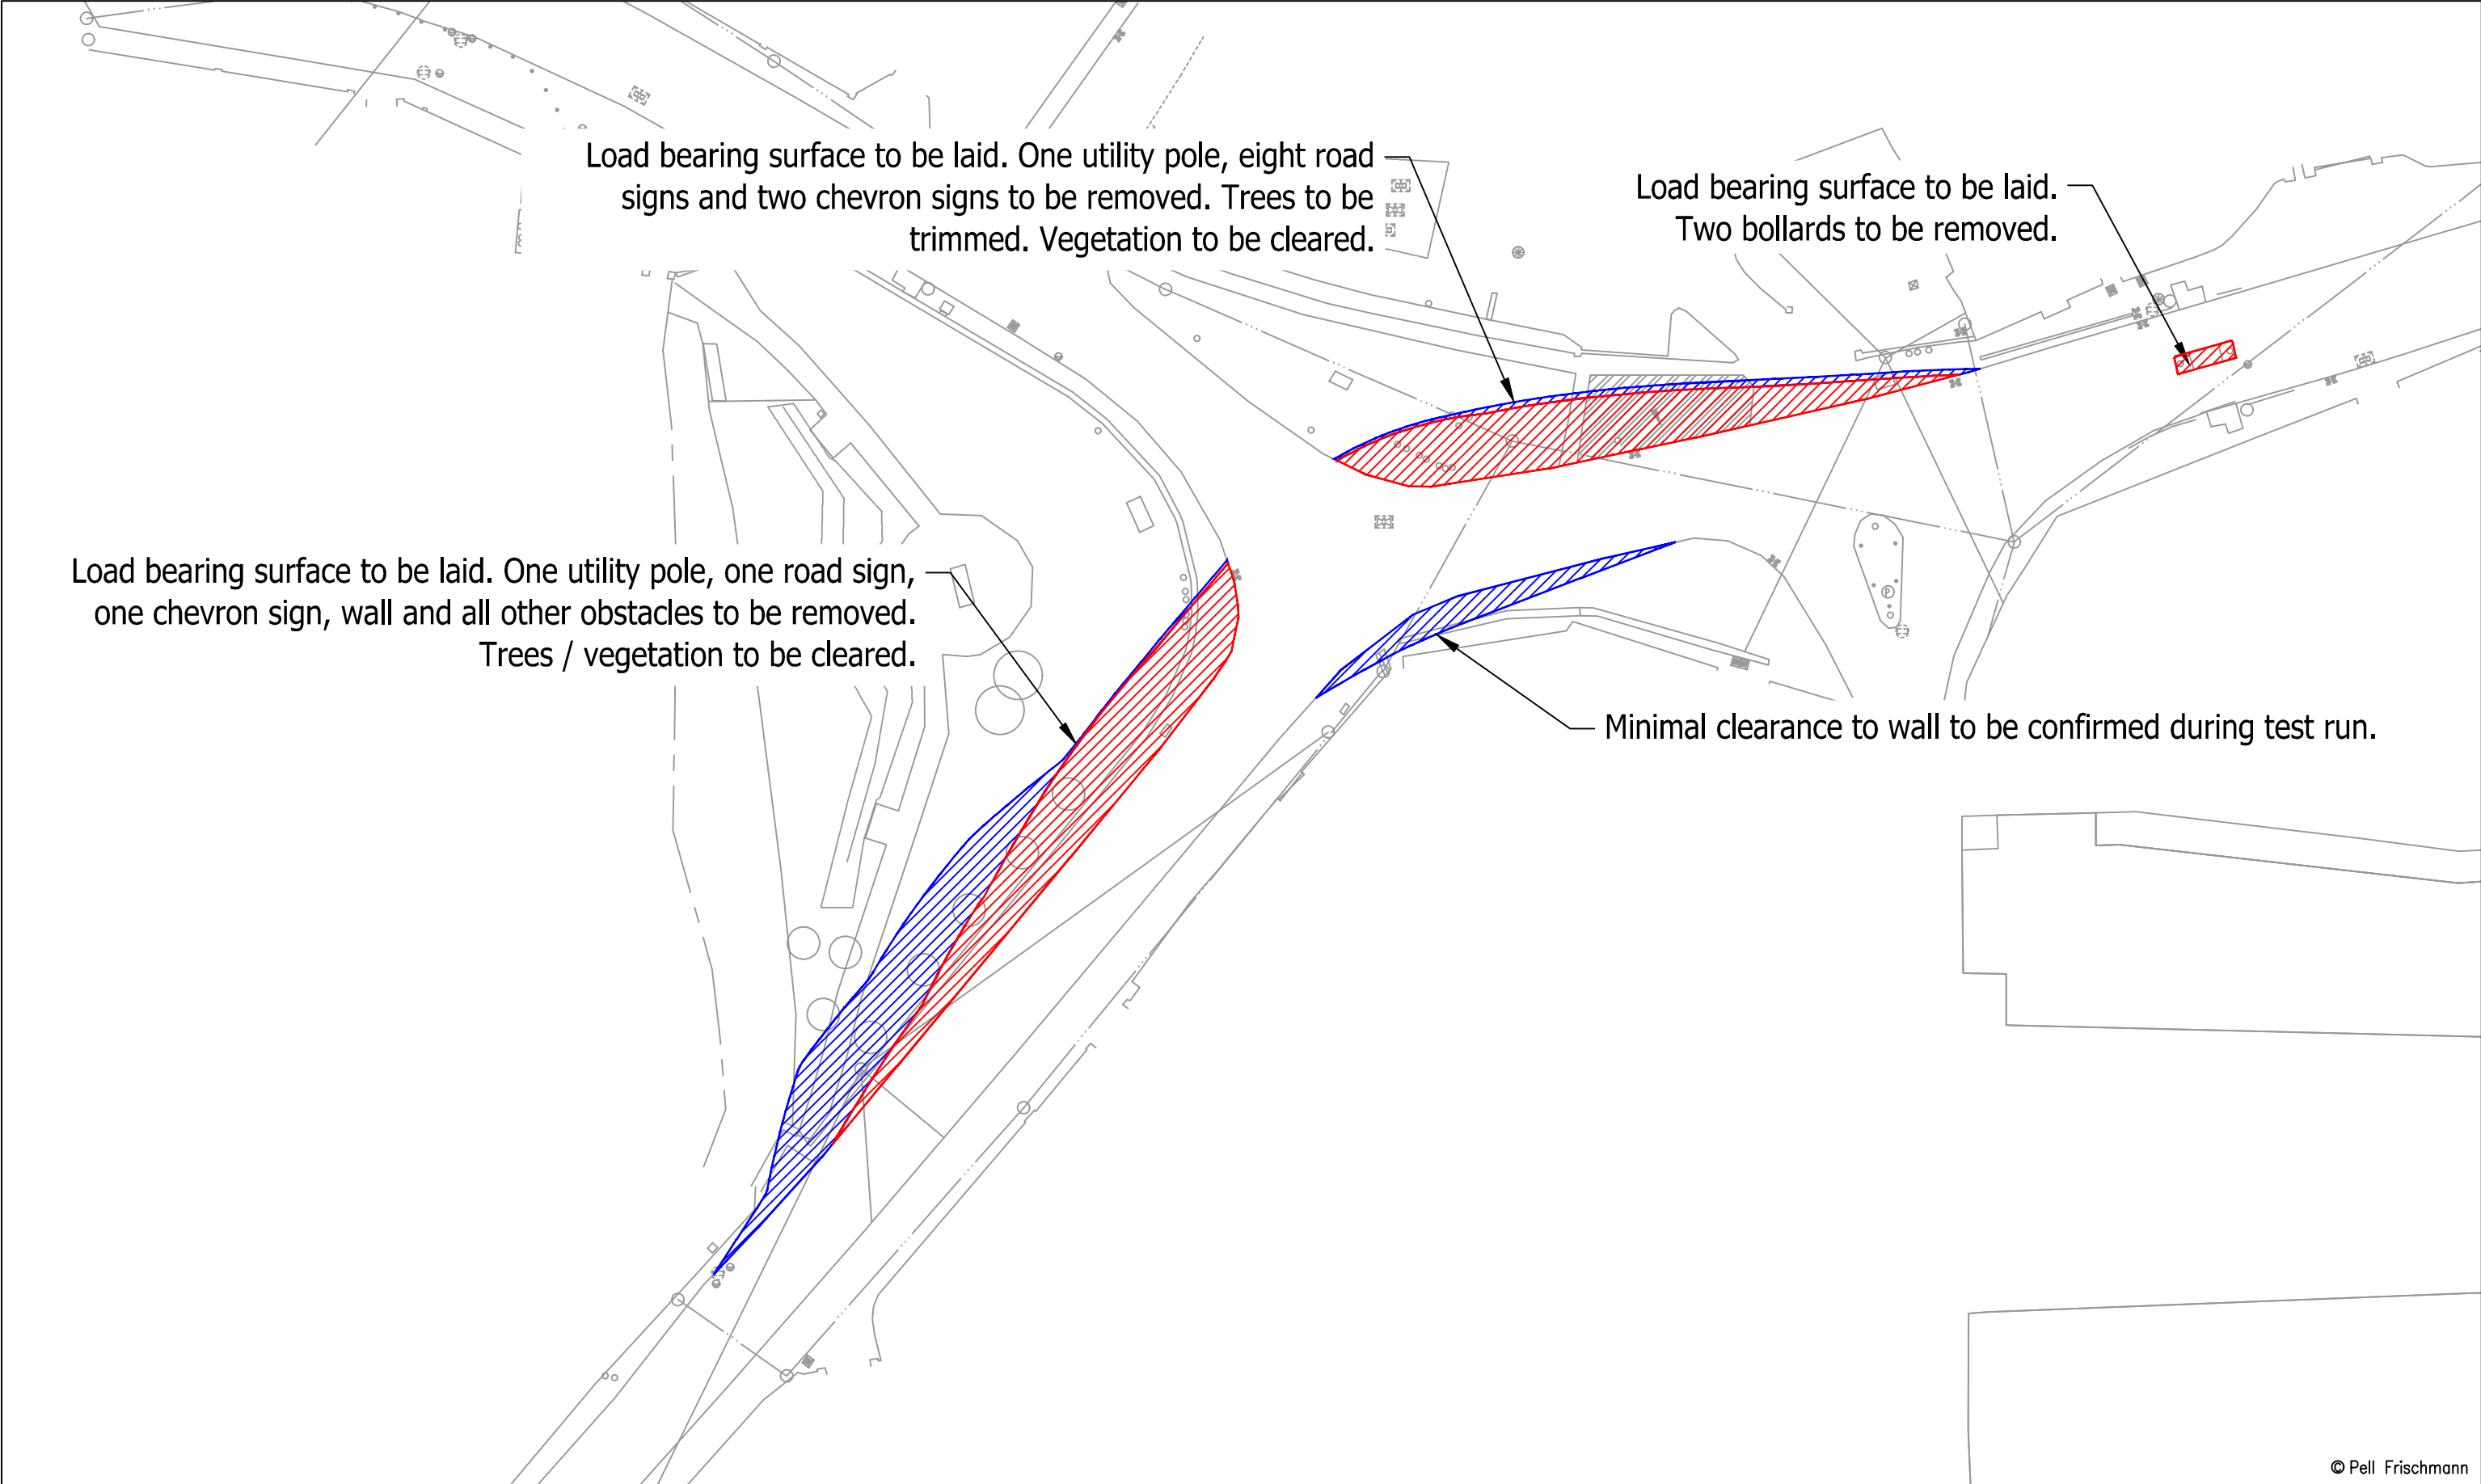 Load bearing surface to be laid. One utility pole, eight road
signs and two chevron signs to be removed. Trees to be
trimmed. Vegetation to be cleared.
Load bearing surface to be laid.
Two bollards to be removed.
Load bearing surface to be laid. One utility pole, one road sign,
one chevron sign, wall and all other obstacles to be removed.
Trees / vegetation to be cleared.
P
Minimal clearance to wall to be confirmed during test run.
© Pell Frischmann